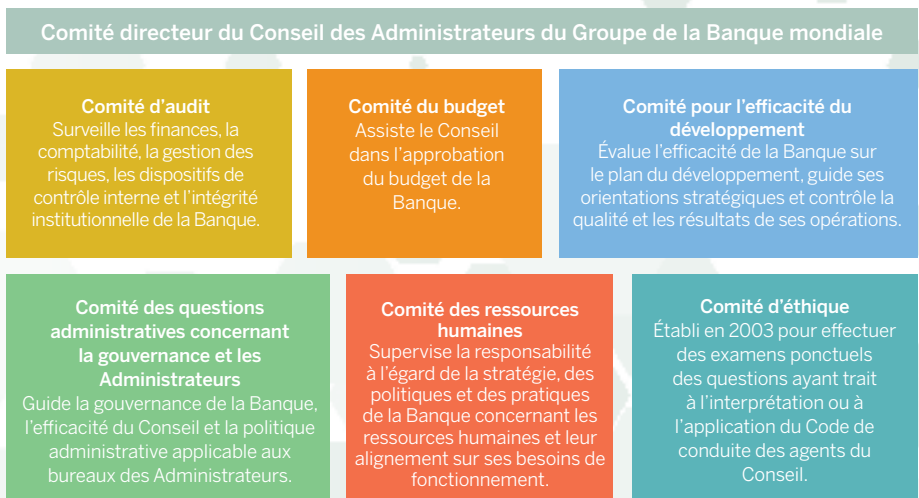 Comité directeur du Conseil des Administrateurs du Groupe de la Banque mondiale
Comité d'audit
Surveille les finances, la
comptabilité, la gestion des
risques, les dispositifs de
contrôle interne et l'intégrité
institutionnelle de la Banque.
Comité du budget
Assiste le Conseil
dans l'approbation
du budget de la
Banque.
Comité pour l'efficacité du
développement
Évalue l'efficacité de la Banque sur
le plan du développement, guide ses
orientations stratégiques et contrôle la
qualité et les résultats de ses opérations.
Comité des questions
administratives concernant
la gouvernance et les
Administrateurs
Guide la gouvernance de la Banque,
l'efficacité du Conseil et la politique
administrative applicable aux
bureaux des Administrateurs.
Comité des ressources
humaines
Supervise la responsabilité
à l'égard de la stratégie, des
politiques et des pratiques
de la Banque concernant les
ressources humaines et leur
alignement sur ses besoins de
fonctionnement.
Comité d'éthique
Établi en 2003 pour effectuer
des examens ponctuels
des questions ayant trait
à l'interprétation ou à
l'application du Code de
conduite des agents du
Conseil.